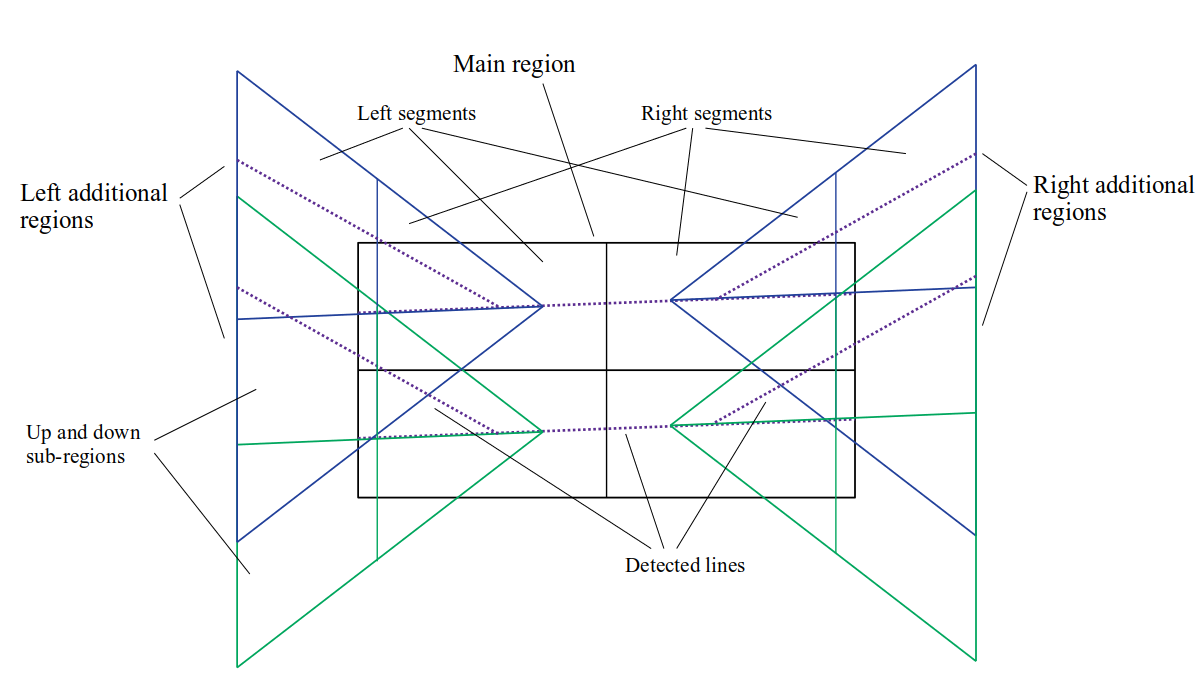 Main region
Left segments
Right segments
Left additional
regions
Right additional
regions
Up and down
sub-regions
Detected lines